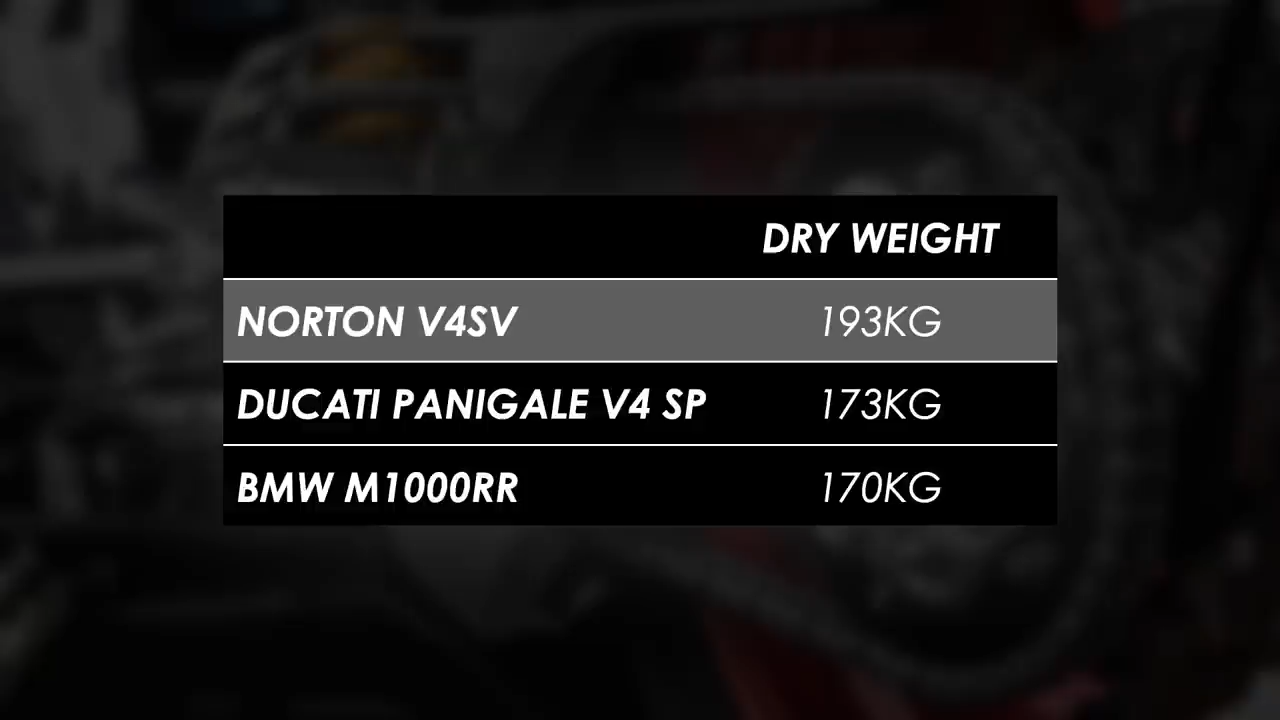 DRY WEIGHT
NORTON V4SV 193KG
DUCATI PANIGALE V4 SP 173KG
BMW M1000RR 170KG